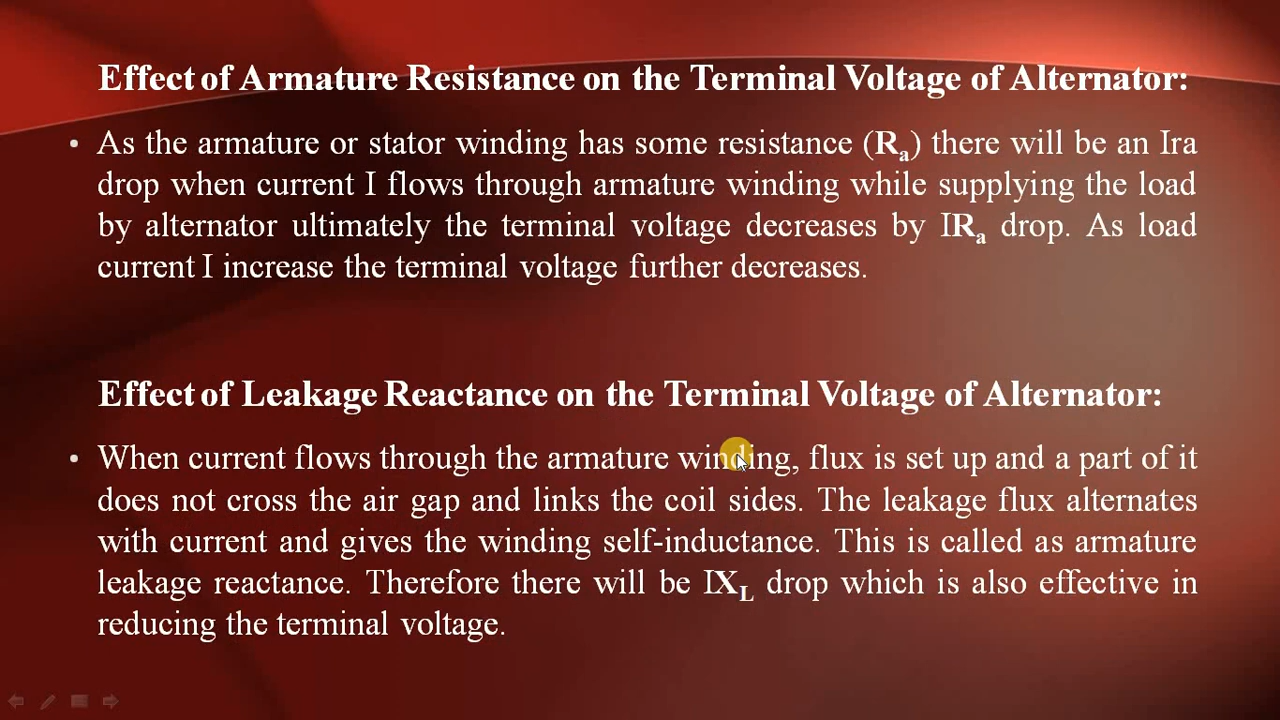 Effect of Armature Resistance on the Terminal Voltage of Alternator:
• As the armature or stator winding has some resistance (Ra) there will be an Ira
drop when current I flows through armature winding while supplying the load
by alternator ultimately the terminal voltage decreases by IRa drop. As load
current I increase the terminal voltage further decreases.
Effect of Leakage Reactance on the Terminal Voltage of Alternator:
• When current flows through the armature winding, flux is set up and a part of it
does not cross the air gap and links the coil sides. The leakage flux alternates
with current and gives the winding self-inductance. This is called as armature
leakage reactance. Therefore there will be IXL drop which is also effective in
reducing the terminal voltage.